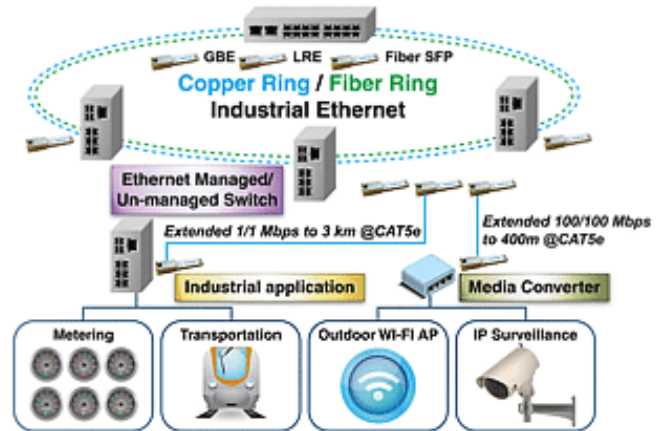 GBE LRE Fiber SFP
Copper Ring / Fiber Ring
Industrial Ethernet
Ethernet Managed/
Un-managed Switch
Extended 1/1 Mbps to 3 km @CAT5e
Extended 100/100 Mbps
to 400m @CAT5e
Industrial application
Media Converter
Metering
Transportation
Outdoor WI-FI AP
IP Surveillance